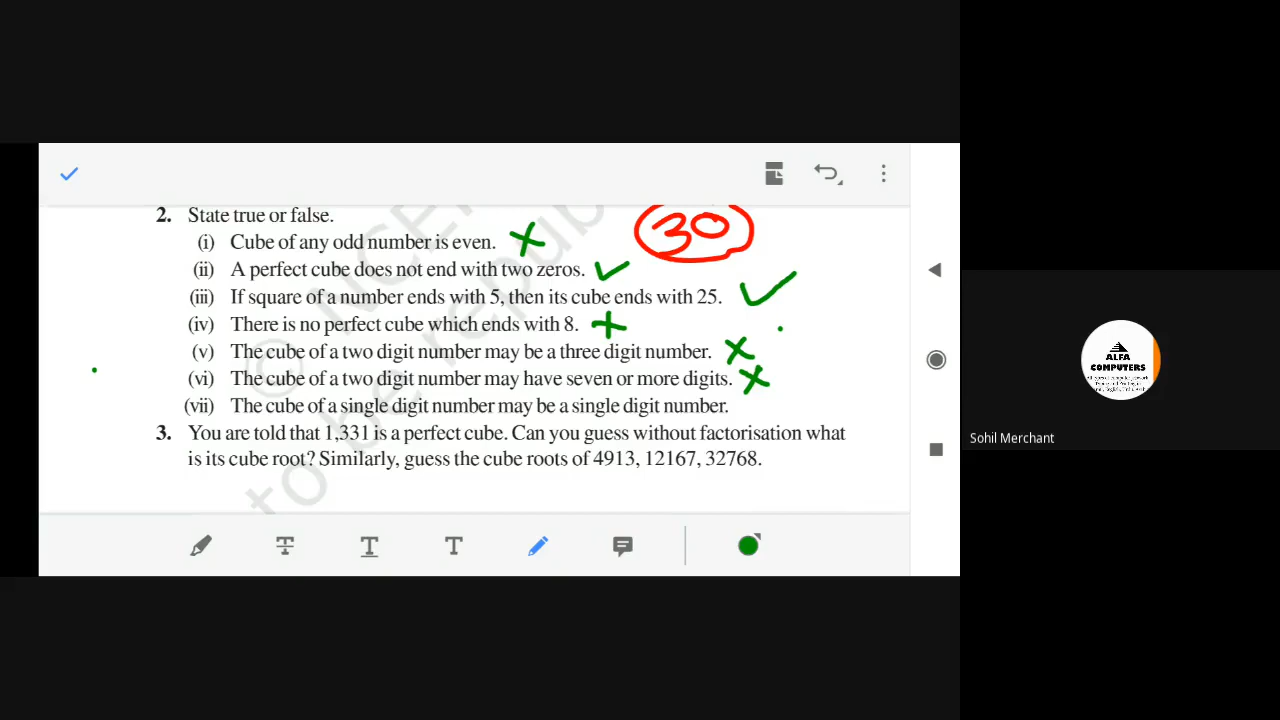 2. State true or false.
30
(i) Cube of any odd number is even.
(ii) A perfect cube does not end with two zeros.
(iii) If square of a number ends with 5, then its cube ends with 25.
(iv) There is no perfect cube which ends with 8.
(v) The cube of a two digit number may be a three digit number.
(vi) The cube of a two digit number may have seven or more digits.
(vii) The cube of a single digit number may be a single digit number.
3. You are told that 1,331 is a perfect cube. Can you guess without factorisation what
is its cube root? Similarly, guess the cube roots of 4913, 12167, 32768.
to be republ
T T T
ALFA
COMPUTERS
Sohil Merchant